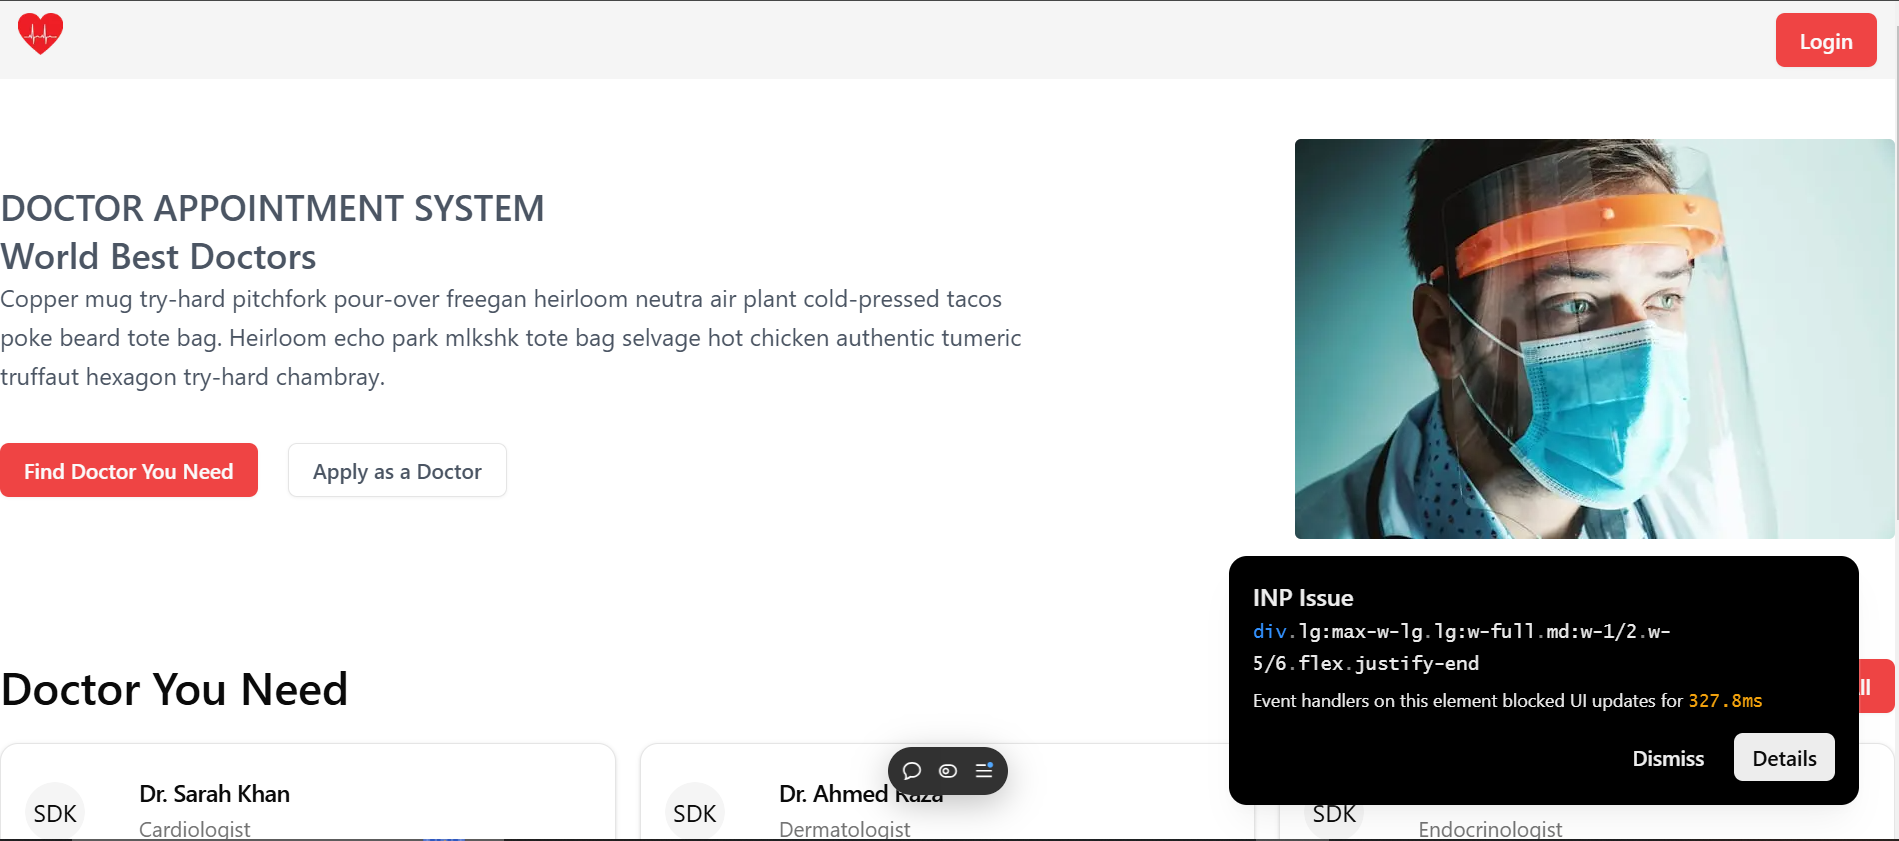 Login
DOCTOR APPOINTMENT SYSTEM
World Best Doctors
Copper mug try-hard pitchfork pour-over freegan heirloom neutra air plant cold-pressed tacos
poke beard tote bag. Heirloom echo park mlkshk tote bag selvage hot chicken authentic tumeric
truffaut hexagon try-hard chambray.
Find Doctor You Need
Apply as a Doctor
INP Issue
div.lg:max-w-lg.lg:w-full.md:w-1/2.w-
5/6.flex.justify-end
Event handlers on this element blocked UI updates for 327.8ms
Dismiss
Details
Doctor You Need
SDK
Dr. Sarah Khan
Cardiologist
SDK
Dr. Ahmed Raza
Dermatologist
SDK
Endocrinologist